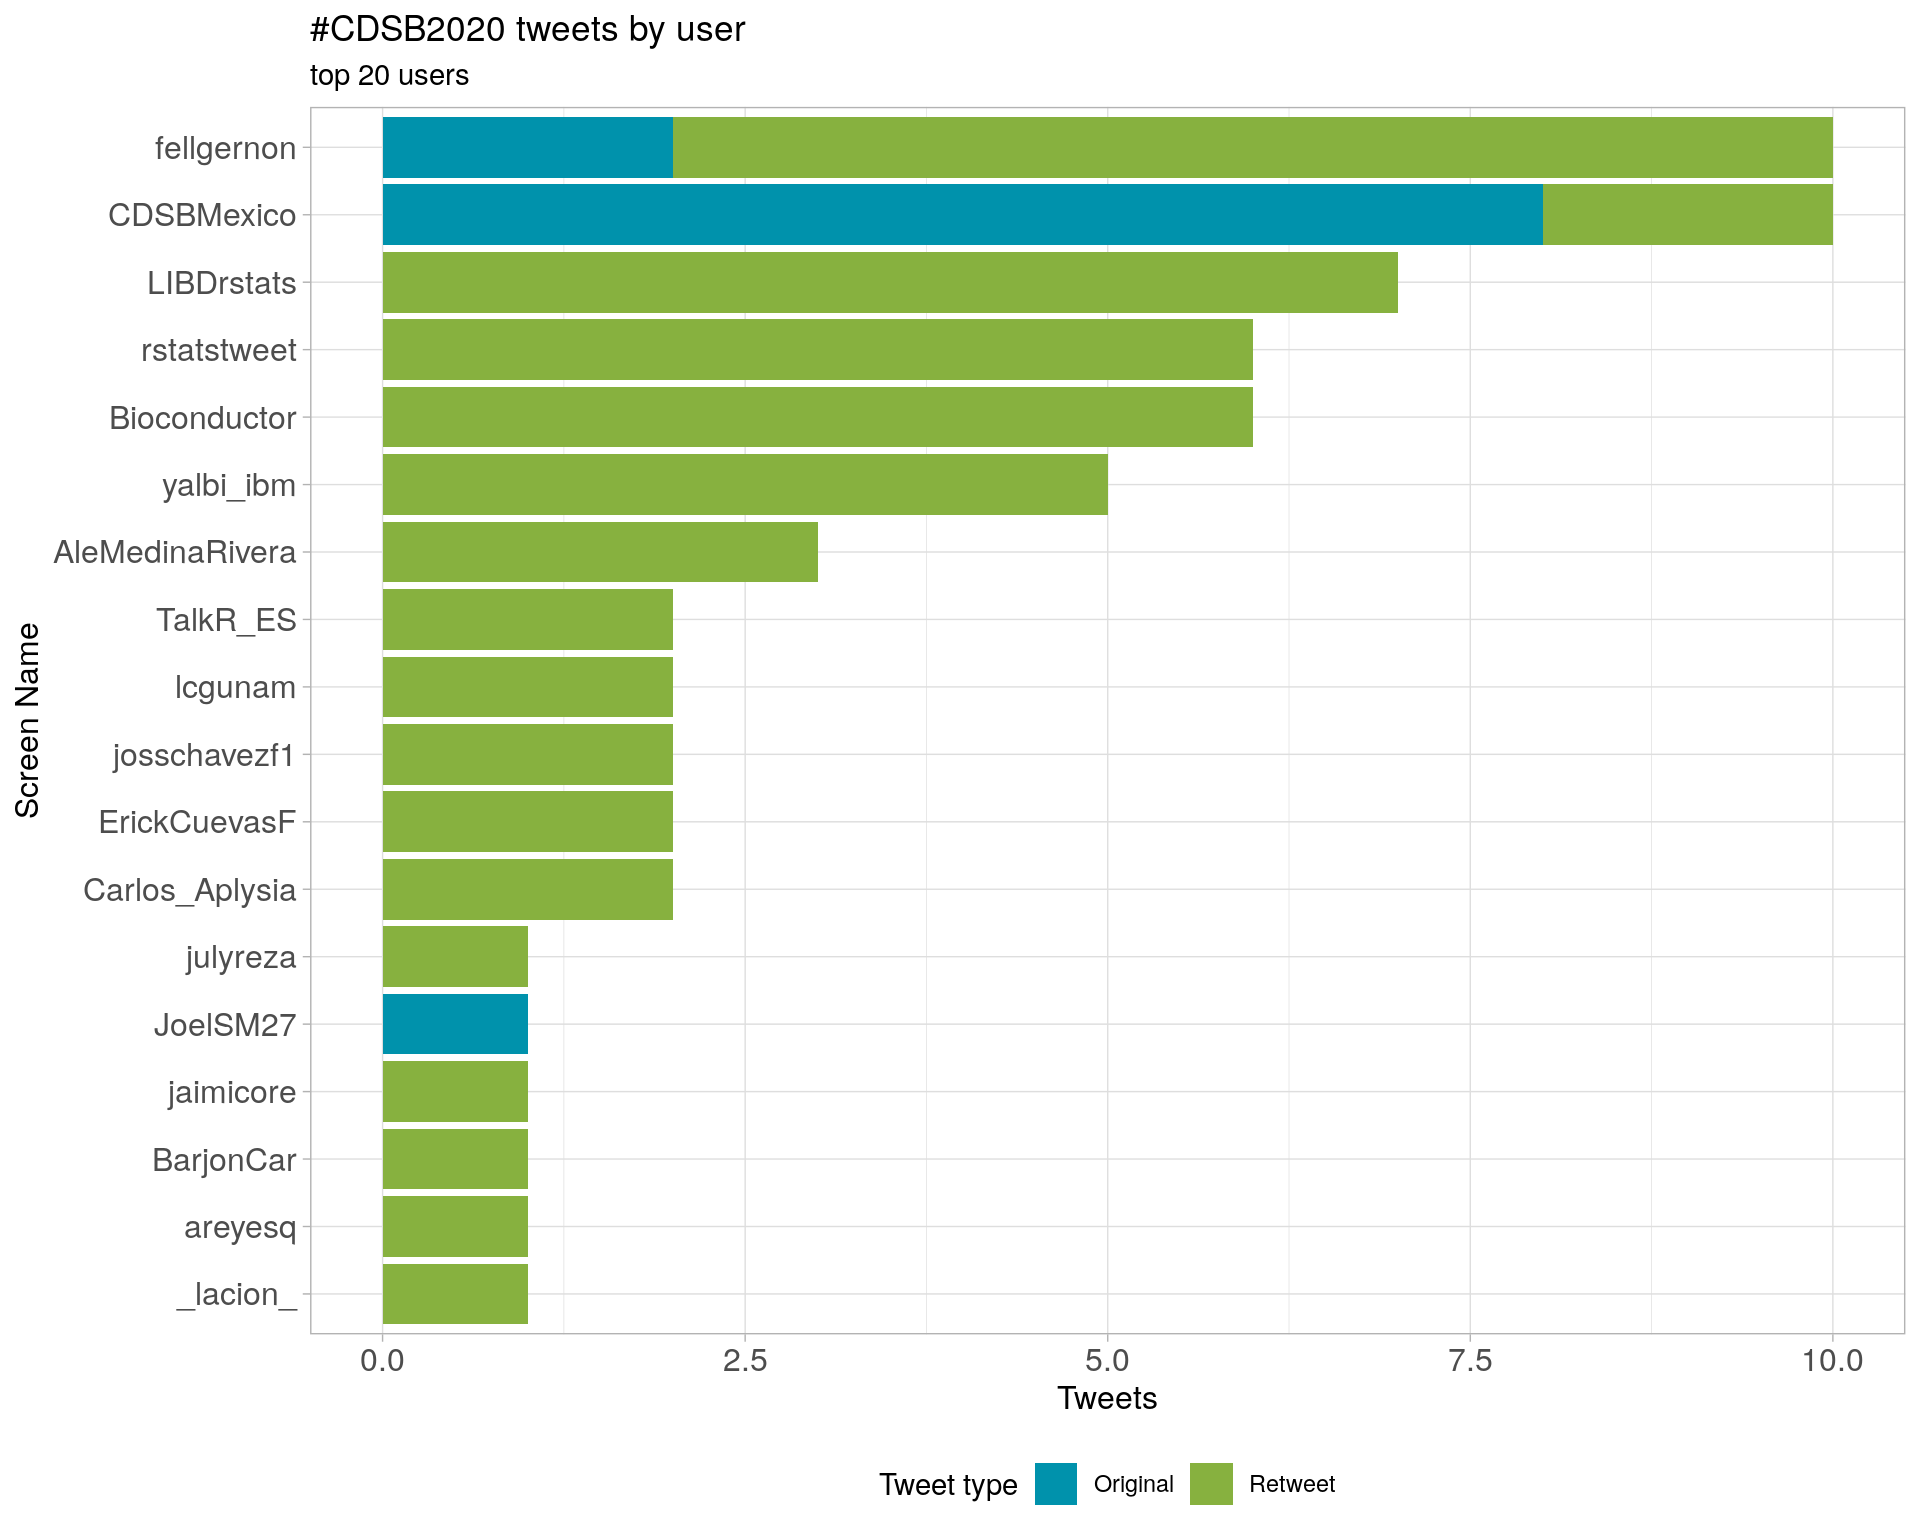 #CDSB2020 tweets by user
top 20 users
Screen Name
fellgernon
CDSBMexico
LIBDrstats
rstatstweet
Bioconductor
yalbi_ibm
AleMedinaRivera
TalkR_ES
lcgunam
josschavezf1
ErickCuevasF
Carlos_Aplysia
julyreza
JoelSM27
jaimicore
BarjonCar
areyesq
_lacion_
0.0 2.5 5.0 7.5 10.0
Tweets
Tweet type Original Retweet